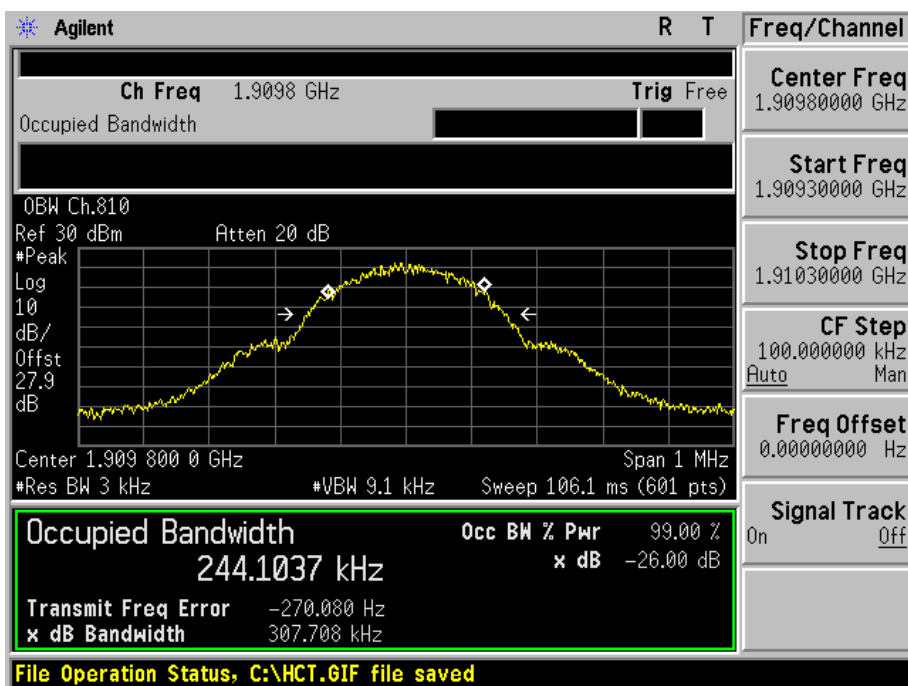 Agilent R T Freq/Channel
Ch Freq 1.9098 GHz Trig Free
Occupied Bandwidth
Center Freq
1.90980000 GHz
Start Freq
1.90930000 GHz
Stop Freq
1.91030000 GHz
CF Step
100.000000 kHz
Auto Man
Freq Offset
0.00000000 Hz
Signal Track
On Off
OBW Ch.810
Ref 30 dBm Atten 20 dB
#Peak
Log
10
dB/
Offst
27.9
dB
Center 1.909 800 0 GHz Span 1 MHz
#Res BW 3 kHz #VBW 9.1 kHz Sweep 106.1 ms (601 pts)
Occupied Bandwidth Occ BW % Pwr 99.00 %
244.1037 kHz x dB -26.00 dB
Transmit Freq Error -270.080 Hz
x dB Bandwidth 307.708 kHz
File Operation Status, C:\HCT.GIF file saved